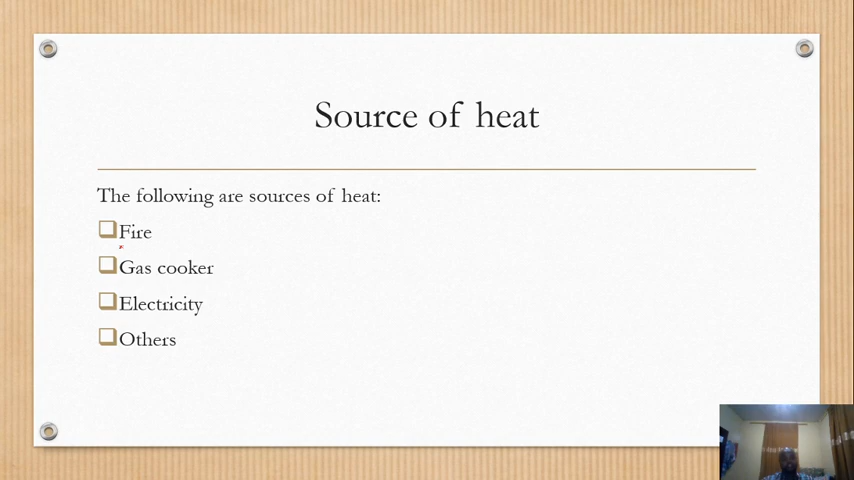 Source of heat
The following are sources of heat:
Fire
Gas cooker
Electricity
Others